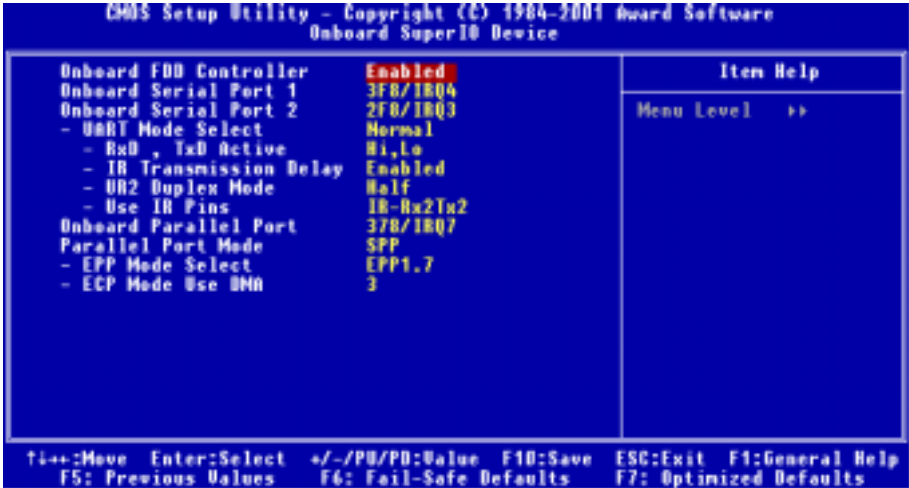 CMOS Setup Utility - Copyright (C) 1984-2001 Award Software
Onboard SuperIO Device
Onboard FDD Controller Enabled
Onboard Serial Port 1 3F8/IRQ4
Onboard Serial Port 2 2F8/IRQ3
- UART Mode Select Normal
- RxD , TxD Active Hi,Lo
- IR Transmission Delay Enabled
- UR2 Duplex Mode Half
- Use IR Pins IR-Rx2Tx2
Onboard Parallel Port 378/IRQ7
Parallel Port Mode SPP
- EPP Mode Select EPP1.7
- ECP Mode Use DMA 3
Item Help
Menu Level ▸▸
↑↓→←:Move Enter:Select +/-/PU/PD:Value F10:Save ESC:Exit F1:General Help
F5: Previous Values F6: Fail-Safe Defaults F7: Optimized Defaults